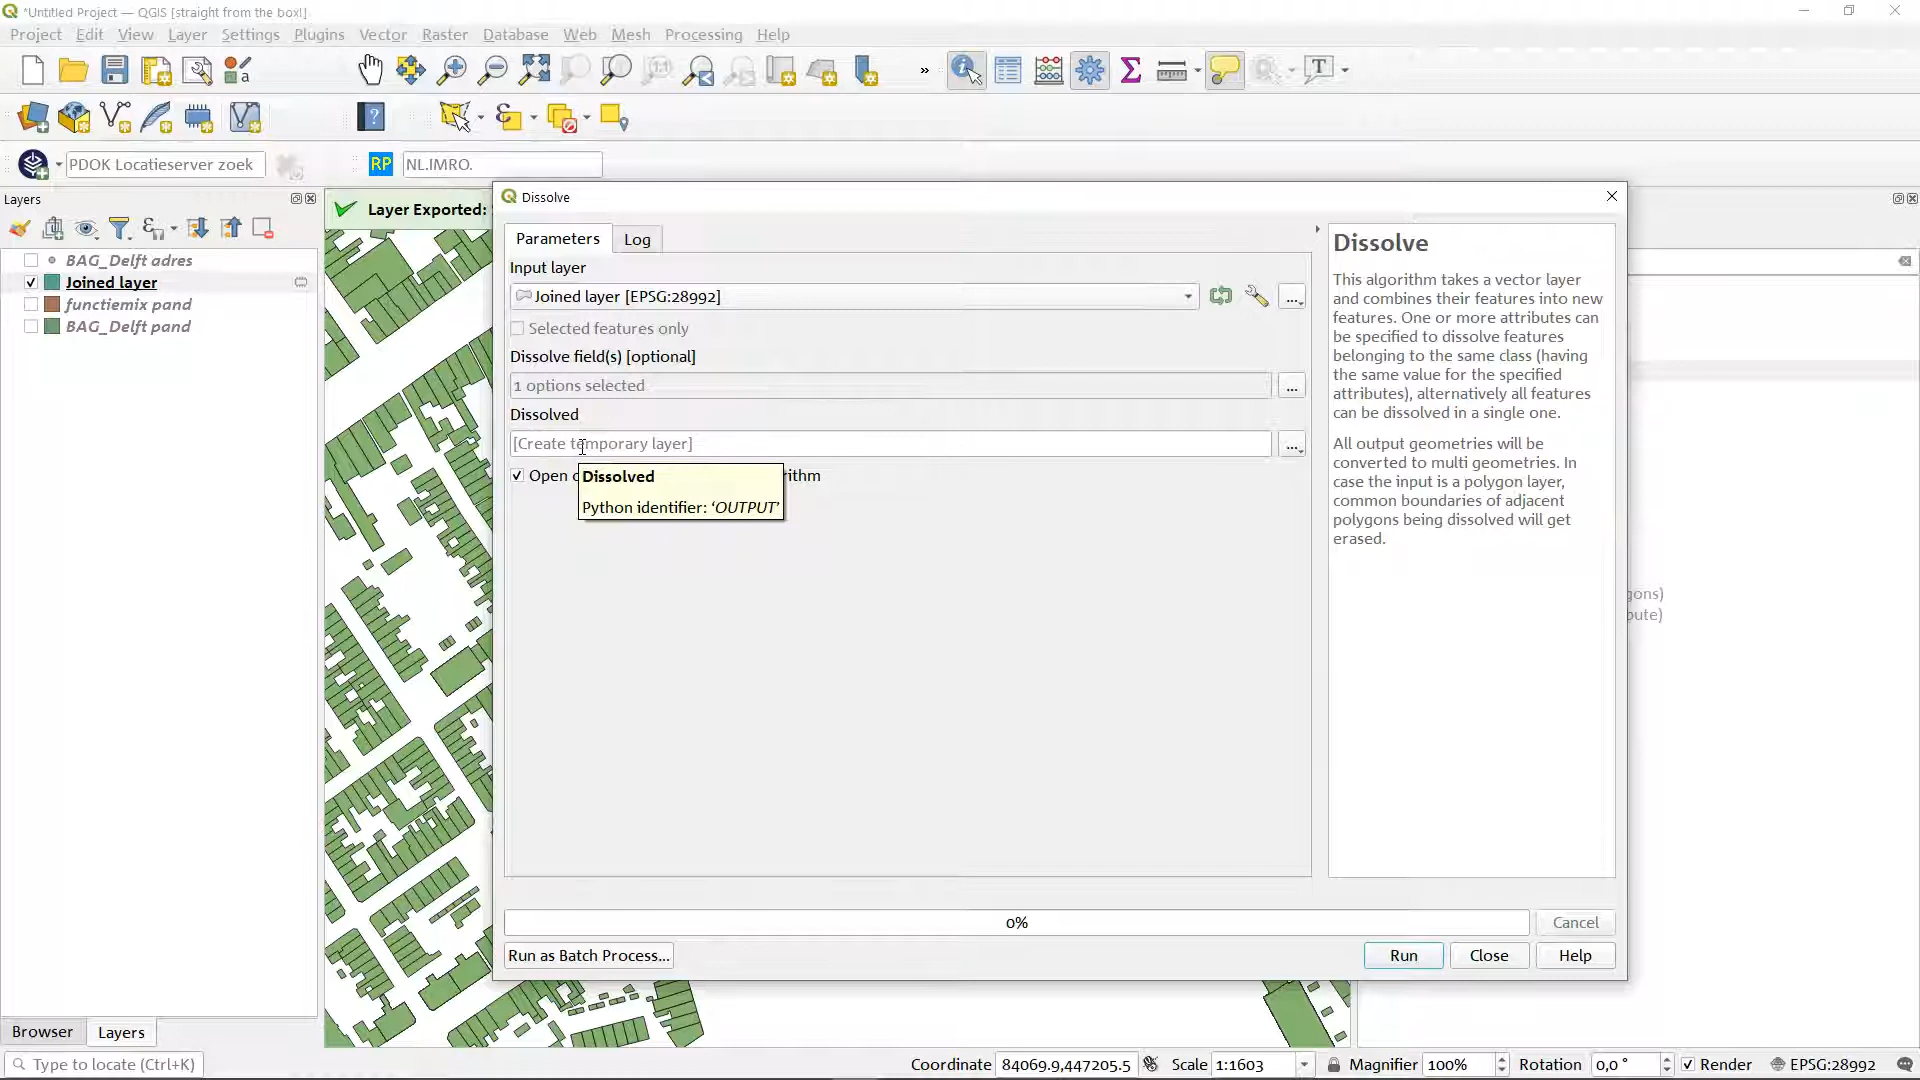 *Untitled Project — QGIS [straight from the box!]
Project Edit View Layer Settings Plugins Vector Raster Database Web Mesh Processing Help
PDOK Locatieserver zoek
RP
NL.IMRO.
Layers
BAG_Delft adres
Joined layer
functiemix pand
BAG_Delft pand
Layer Exported:
Dissolve
Parameters
Log
Input layer
Joined layer [EPSG:28992]
Selected features only
Dissolve field(s) [optional]
1 options selected
Dissolved
[Create temporary layer]
Open
rithm
Dissolved
Python identifier: ‘OUTPUT’
Dissolve
This algorithm takes a vector layer
and combines their features into new
features. One or more attributes can
be specified to dissolve features
belonging to the same class (having
the same value for the specified
attributes), alternatively all features
can be dissolved in a single one.
All output geometries will be
converted to multi geometries. In
case the input is a polygon layer,
common boundaries of adjacent
polygons being dissolved will get
erased.
gons)
bute)
0%
Cancel
Run as Batch Process...
Run
Close
Help
Browser
Layers
Type to locate (Ctrl+K)
Coordinate 84069.9,447205.5 Scale 1:1603 Magnifier 100% Rotation 0,0 ° Render EPSG:28992